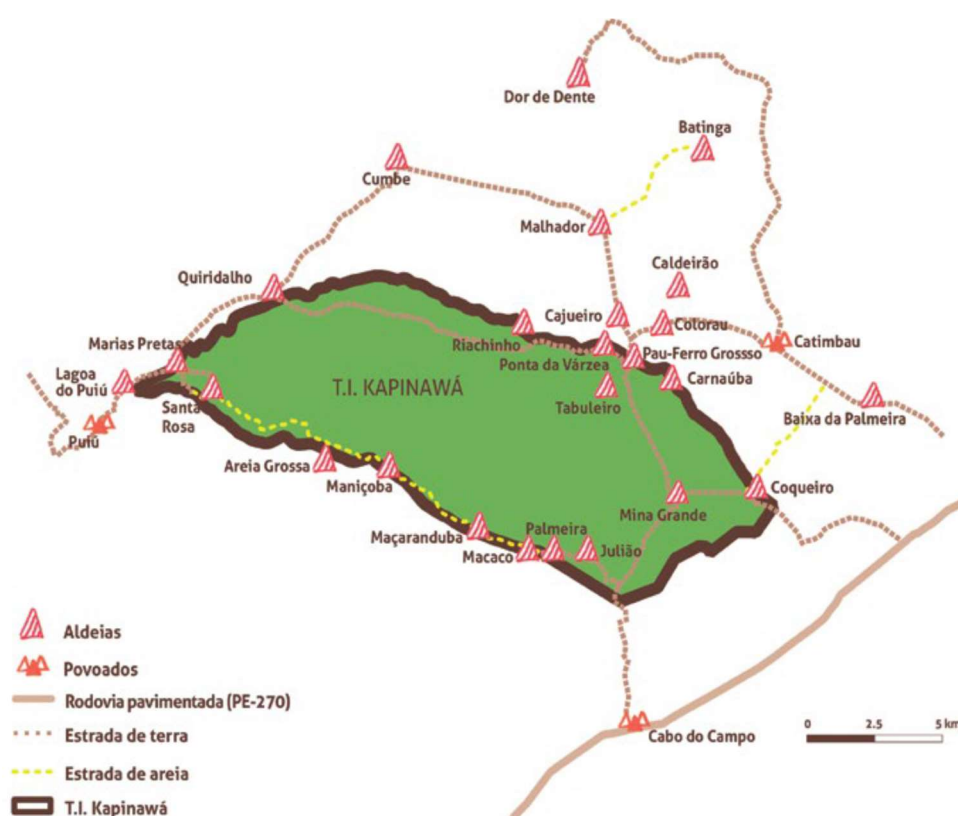 Dor de Dente
Batinga
Cumbe
Malhador
Caldeirão
Quiridalho
Cajueiro
Colorau
Catimbau
Riachinho
Marias Pretas
Ponta da Várzea
Pau-Ferro Grossso
Lagoa
do Puiú
T.I. KAPINAWÁ
Carnaúba
Santa
Rosa
Tabuleiro
Baixa da Palmeira
Puiú
Areia Grossa
Maniçoba
Coqueiro
Mina Grande
Maçaranduba
Palmeira
Macaco
Julião
Aldeias
Povoados
Rodovia pavimentada (PE-270)
Estrada de terra
Estrada de areia
T.I. Kapinawá
Cabo do Campo
0 2.5 5 km